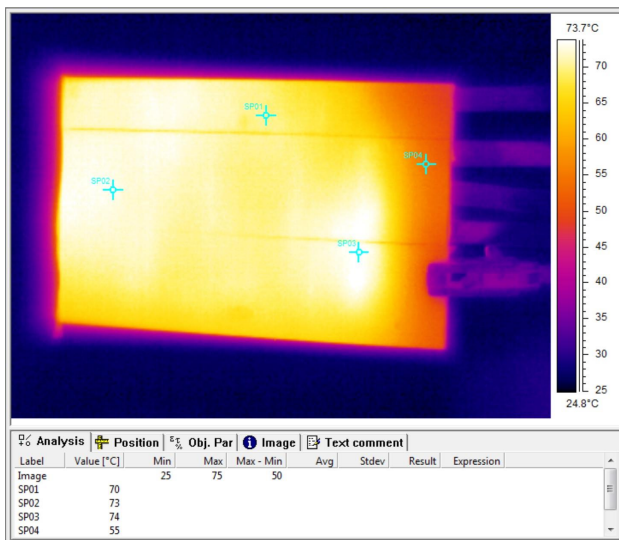 73.7°C
SP01
SP04
SP02
SP03
70
65
60
55
50
45
40
35
30
25
24.8°C
Analysis Position Obj. Par Image Text comment
Label Value [°C] Min Max Max - Min Avg Stdev Result Expression
Image 25 75 50
SP01 70
SP02 73
SP03 74
SP04 55